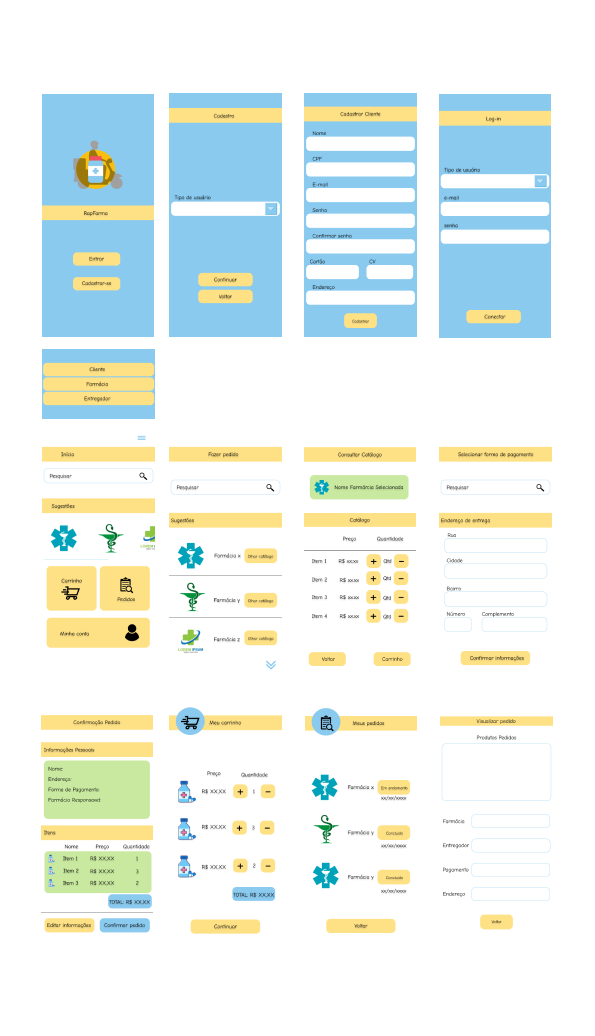 RapFarma
Entrar
Cadastrar-se
Cadastro
Tipo de usuário
Continuar
Voltar
Cadastrar Cliente
Nome
CPF
E-mail
Senha
Confirmar senha
Cartão CV
Endereço
Cadastrar
Log-in
Tipo de usuário
e-mail
senha
Conectar
Cliente
Farmácia
Entregador
Início
Pesquisar
Sugestões
LOREM IPSUM
Carrinho
Pedidos
Minha conta
Fazer pedido
Pesquisar
Sugestões
Farmácia x Olhar catálogo
Farmácia y Olhar catálogo
Farmácia z Olhar catálogo
LOREM IPSUM
Consultar Catálogo
Nome Farmárcia Selecionada
Catálogo
Preço Quantidade
Item 1 R$ xx.xx + Qtd −
Item 2 R$ xx.xx + Qtd −
Item 3 R$ xx.xx + Qtd −
Item 4 R$ xx.xx + Qtd −
Voltar Carrinho
Selecionar forma de pagamento
Pesquisar
Endereço de entrega
Rua
Cidade
Bairro
Número Complemento
Confirmar informações
Confirmação Pedido
Informações Pessoais
Nome
Endereço:
Forma de Pagamento:
Farmácia Responsável:
Itens
Nome Preço Quantidade
Item 1 R$ XX.XX 1
Item 2 R$ XX.XX 3
Item 3 R$ XX.XX 2
TOTAL: R$ XX.XX
Editar informações Confirmar pedido
Meu carrinho
Preço Quantidade
R$ XX.XX + 1 −
R$ XX.XX + 3 −
R$ XX.XX + 2 −
TOTAL: R$ XX.XX
Continuar
Meus pedidos
Farmácia x Em andamento
xx/xx/xxxx
Farmácia y Concluído
xx/xx/xxxx
Farmácia y Concluído
xx/xx/xxxx
Voltar
Visualizar pedido
Produtos Pedidos
Farmácia
Entregador
Pagamento
Endereço
Voltar